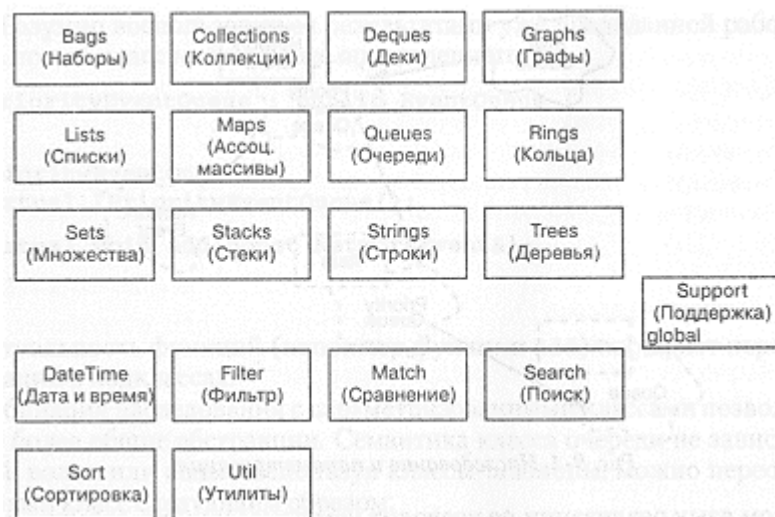 Bags
(Наборы)
Collections
(Коллекции)
Deques
(Деки)
Graphs
(Графы)
Lists
(Списки)
Maps
(Ассоц.
массивы)
Queues
(Очереди)
Rings
(Кольца)
Sets
(Множества)
Stacks
(Стеки)
Strings
(Строки)
Trees
(Деревья)
Support
(Поддержка)
global
DateTime
(Дата и время)
Filter
(Фильтр)
Match
(Сравнение)
Search
(Поиск)
Sort
(Сортировка)
Util
(Утилиты)